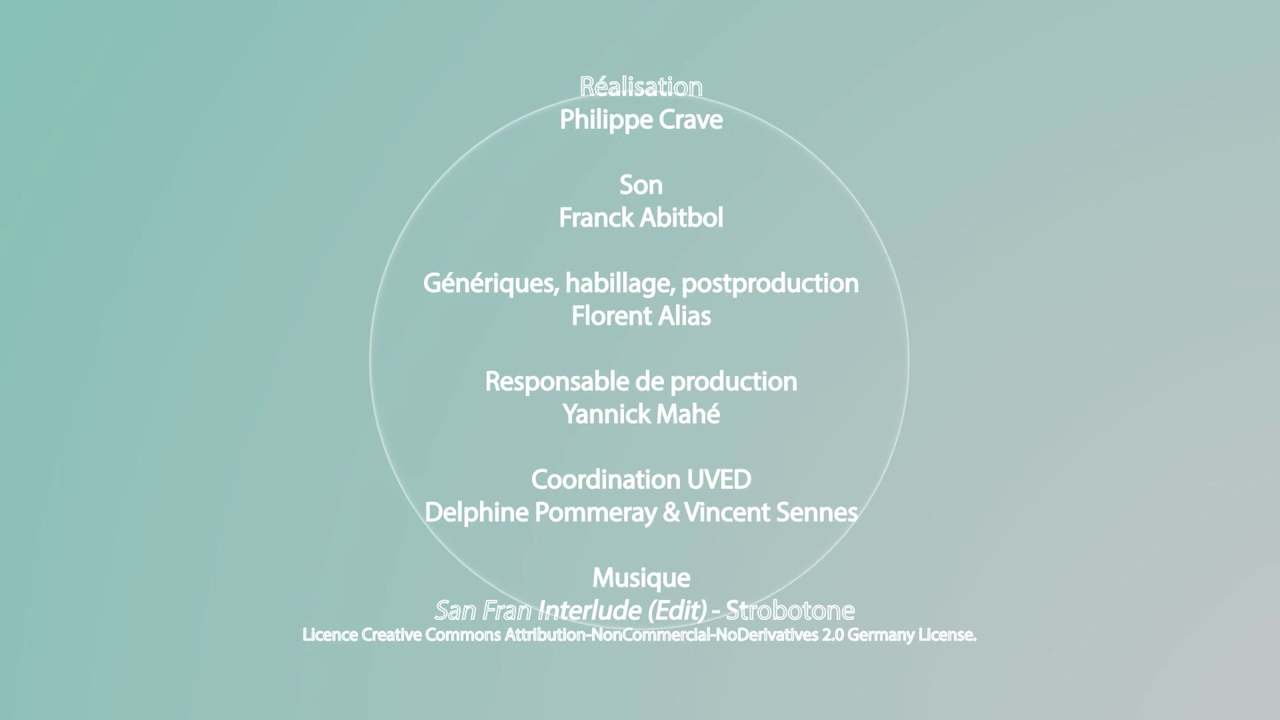 Réalisation
Philippe Crave
Son
Franck Abitbol
Génériques, habillage, postproduction
Florent Alias
Responsable de production
Yannick Mahé
Coordination UVED
Delphine Pommeray & Vincent Sennes
Musique
San Fran Interlude (Edit) - Strobotone
Licence Creative Commons Attribution-NonCommercial-NoDerivatives 2.0 Germany License.